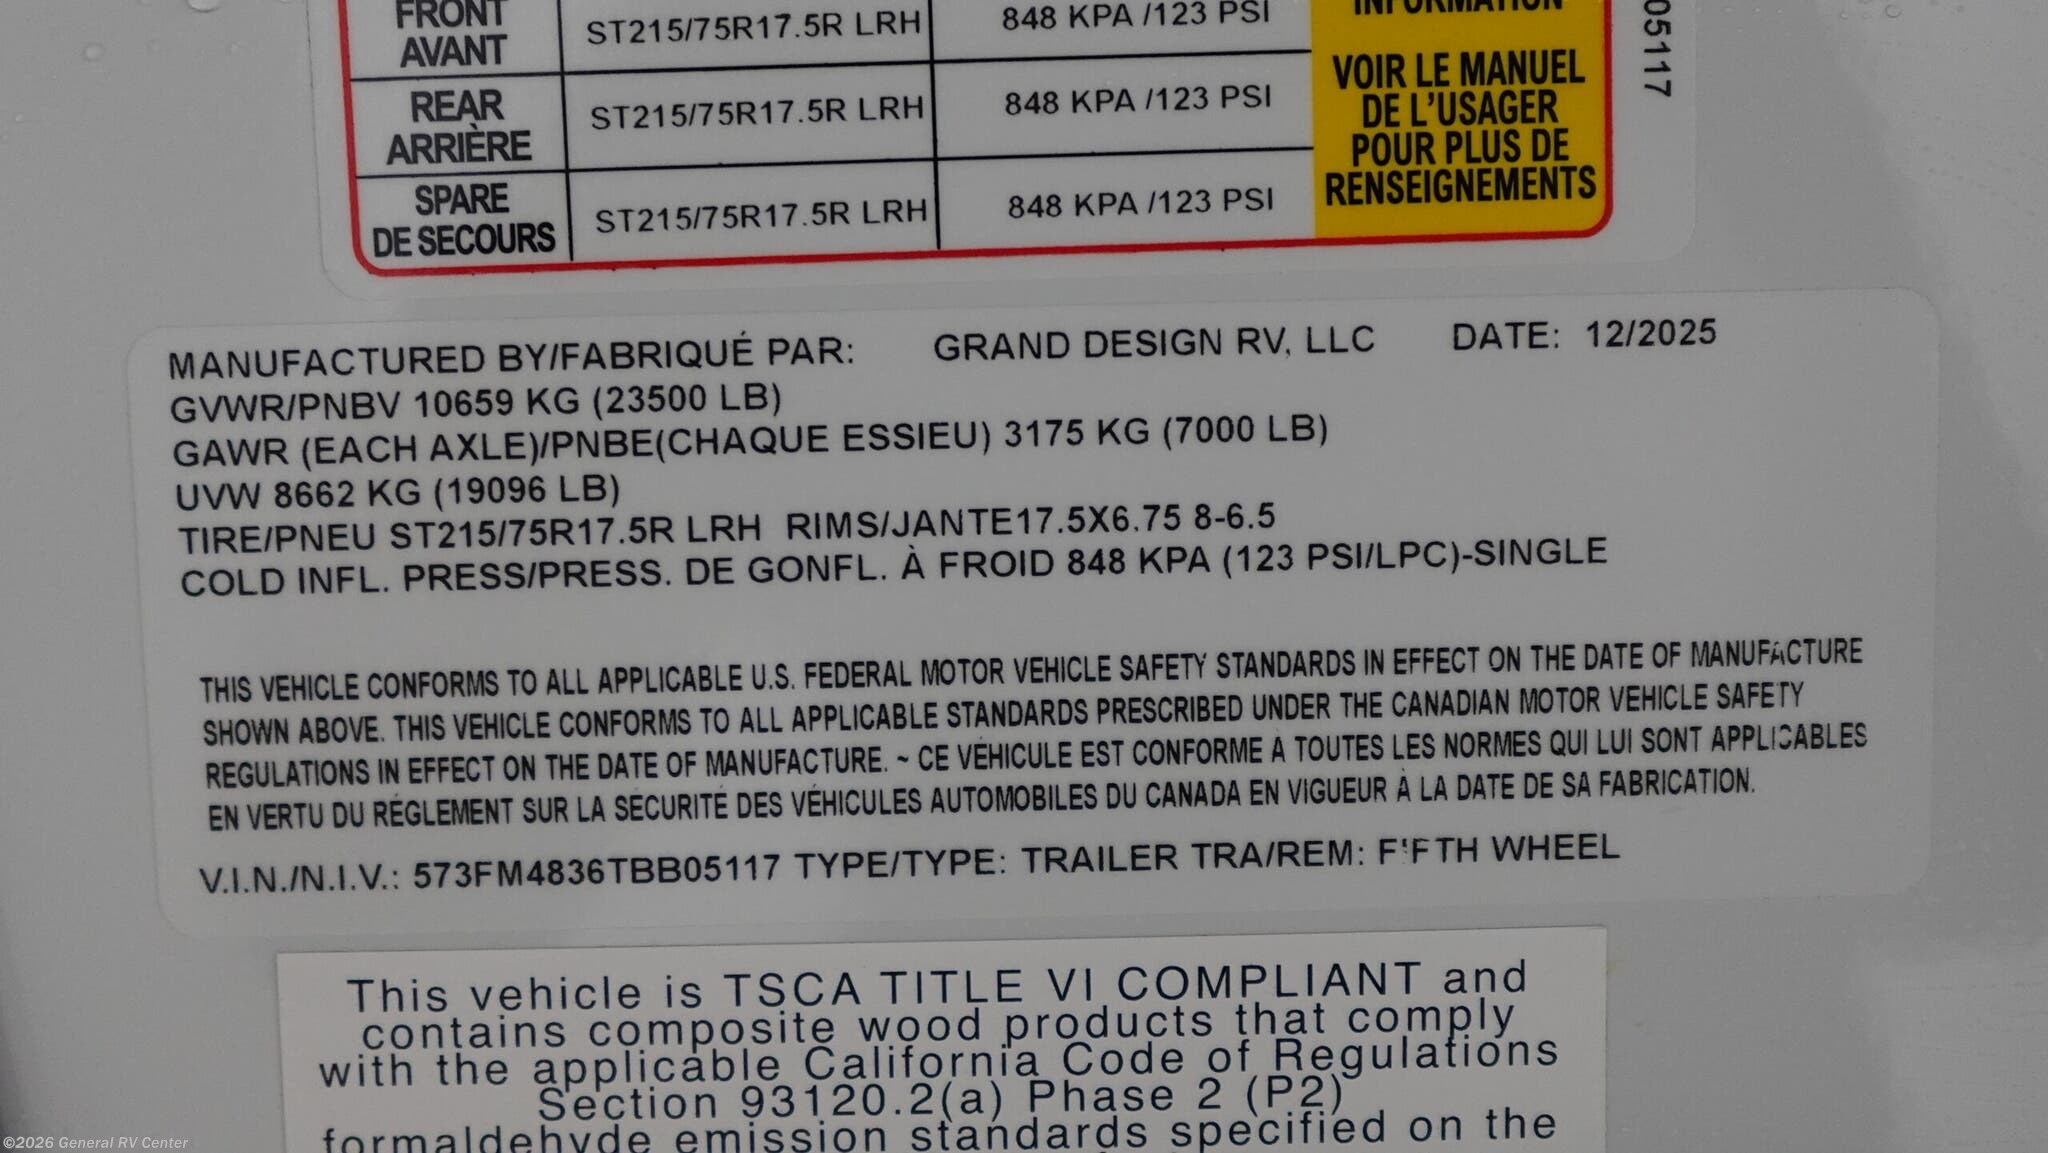 FRONT
AVANT
ST215/75R17.5R LRH
848 KPA /123 PSI
INFORMATION
REAR
ARRIÈRE
ST215/75R17.5R LRH
848 KPA /123 PSI
VOIR LE MANUEL
DE L'USAGER
POUR PLUS DE
RENSEIGNEMENTS
SPARE
DE SECOURS
ST215/75R17.5R LRH
848 KPA /123 PSI
05117
MANUFACTURED BY/FABRIQUÉ PAR: GRAND DESIGN RV, LLC DATE: 12/2025
GVWR/PNBV 10659 KG (23500 LB)
GAWR (EACH AXLE)/PNBE(CHAQUE ESSIEU) 3175 KG (7000 LB)
UVW 8662 KG (19096 LB)
TIRE/PNEU ST215/75R17.5R LRH RIMS/JANTE17.5X6.75 8-6.5
COLD INFL. PRESS/PRESS. DE GONFL. À FROID 848 KPA (123 PSI/LPC)-SINGLE
THIS VEHICLE CONFORMS TO ALL APPLICABLE U.S. FEDERAL MOTOR VEHICLE SAFETY STANDARDS IN EFFECT ON THE DATE OF MANUFACTURE
SHOWN ABOVE. THIS VEHICLE CONFORMS TO ALL APPLICABLE STANDARDS PRESCRIBED UNDER THE CANADIAN MOTOR VEHICLE SAFETY
REGULATIONS IN EFFECT ON THE DATE OF MANUFACTURE. ~ CE VÉHICULE EST CONFORME À TOUTES LES NORMES QUI LUI SONT APPLICABLES
EN VERTU DU RÉGLEMENT SUR LA SÉCURITÉ DES VÉHICULES AUTOMOBILES DU CANADA EN VIGUEUR À LA DATE DE SA FABRICATION.
V.I.N./N.I.V.: 573FM4836TBB05117 TYPE/TYPE: TRAILER TRA/REM: FIFTH WHEEL
This vehicle is TSCA TITLE VI COMPLIANT and
contains composite wood products that comply
with the applicable California Code of Regulations
Section 93120.2(a) Phase 2 (P2)
formaldehyde emission standards specified on the
©2026 General RV Center